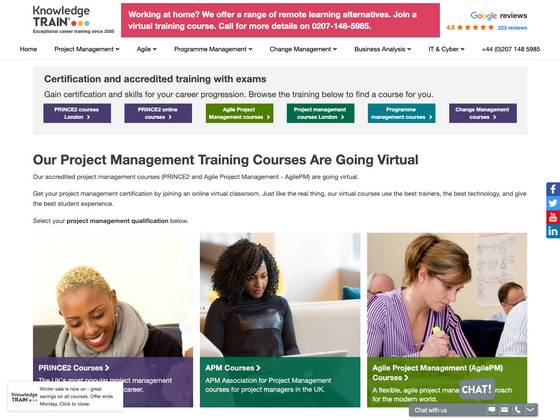 Knowledge
TRAIN
Exceptional career training since 2005
Working at home? We offer a range of remote learning alternatives. Join a
virtual training course. Call for more details on 0207-148-5985.
Google reviews
4.8 ★★★★★ 223 reviews
Home Project Management Agile Programme Management Change Management Business Analysis IT & Cyber +44 (0)207 148 5985
Certification and accredited training with exams
Gain certification and skills for your career progression. Browse the training below to find a course for you.
PRINCE2 courses
London
PRINCE2 online
courses
Agile Project
Management courses
Project management
courses London
Programme
management courses
Change Management
courses
Our Project Management Training Courses Are Going Virtual
Our accredited project management courses (PRINCE2 and Agile Project Management - AgilePM) are going virtual.
Get your project management certification by joining an online virtual classroom. Just like the real thing, our virtual courses use the best trainers, the best technology, and give
the best student experience.
Select your project management qualification below.
PRINCE2 Courses
The UK's most popular project management
career.
APM Courses
APM Association for Project Management
courses for project managers in the UK.
Agile Project Management (AgilePM)
Courses
A flexible, agile project management
roach
for the modern world.
Knowledge
TRAIN
Winter sale is now on - great
savings on all courses. Offer ends
Monday. Click to close.
CHAT!
Chat with us